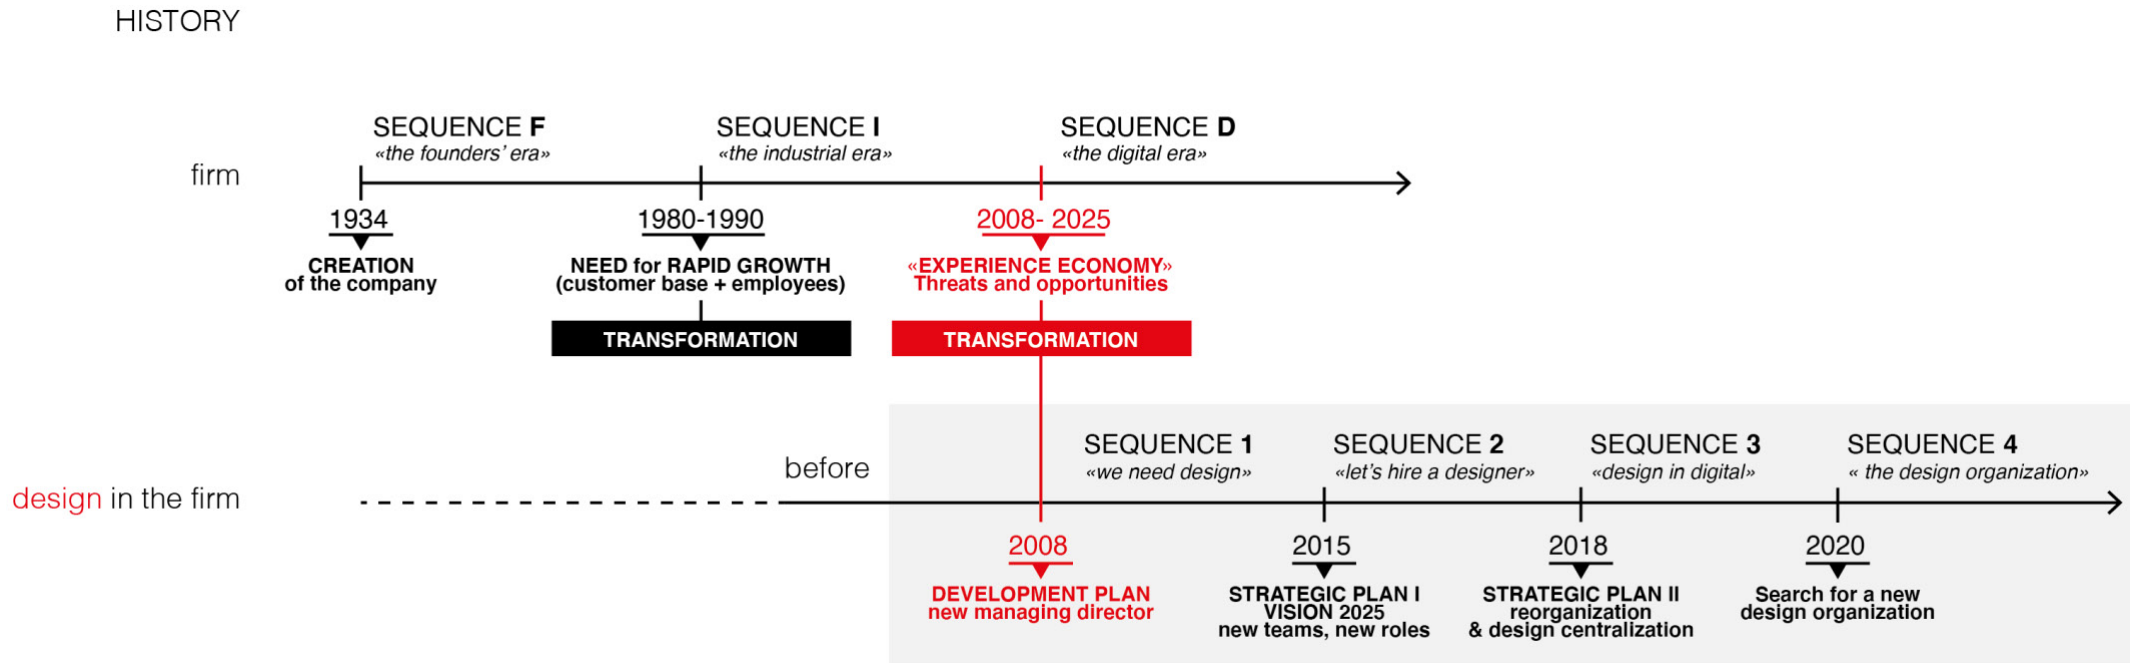 HISTORY
SEQUENCE F
«the founders’ era»
SEQUENCE I
«the industrial era»
SEQUENCE D
«the digital era»
firm
1934
CREATION
of the company
1980-1990
NEED for RAPID GROWTH
(customer base + employees)
TRANSFORMATION
2008- 2025
«EXPERIENCE ECONOMY»
Threats and opportunities
TRANSFORMATION
design in the firm
before
SEQUENCE 1
«we need design»
SEQUENCE 2
«let’s hire a designer»
SEQUENCE 3
«design in digital»
SEQUENCE 4
« the design organization»
2008
DEVELOPMENT PLAN
new managing director
2015
STRATEGIC PLAN I
VISION 2025
new teams, new roles
2018
STRATEGIC PLAN II
reorganization
& design centralization
2020
Search for a new
design organization